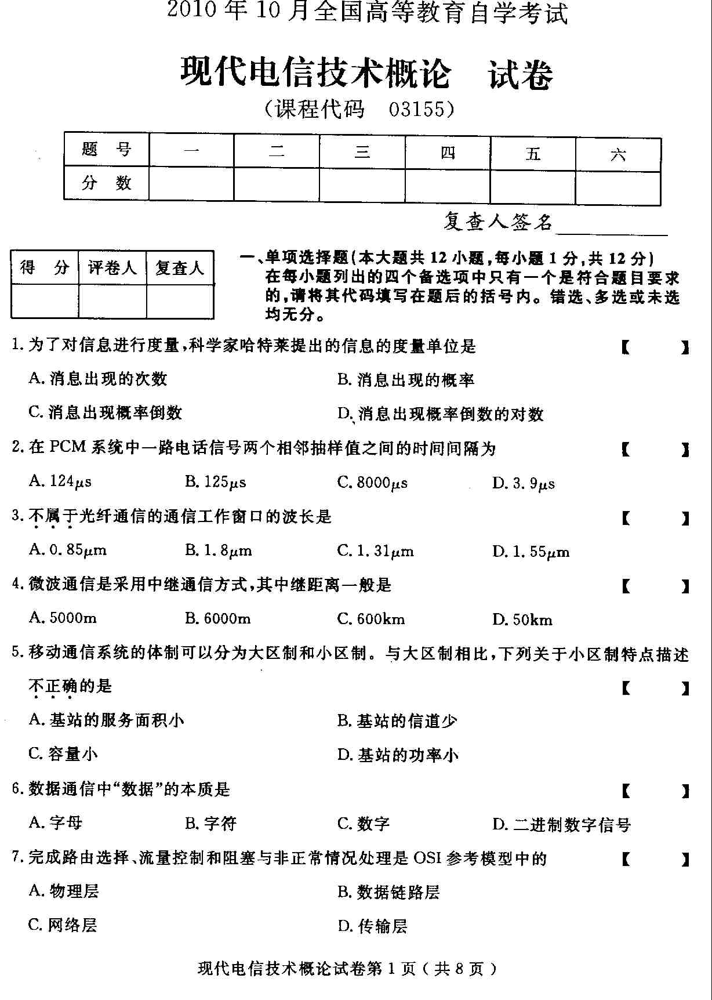 2010 年 10 月全国高等教育自学考试
现代电信技术概论 试卷
(课程代码 03155)
题 号 一 二 三 四 五 六
分 数
复查人签名
得 分 评卷人 复查人
一、单项选择题(本大题共 12 小题,每小题 1 分,共 12 分)
在每小题列出的四个备选项中只有一个是符合题目要求
的,请将其代码填写在题后的括号内。错选、多选或未选
均无分。
1. 为了对信息进行度量,科学家哈特莱提出的信息的度量单位是 【 】
A. 消息出现的次数 B. 消息出现的概率
C. 消息出现概率倒数 D. 消息出现概率倒数的对数
2. 在 PCM 系统中一路电话信号两个相邻抽样值之间的时间间隔为 【 】
A. 124μs B. 125μs C. 8000μs D. 3. 9μs
3. 不属于光纤通信的通信工作窗口的波长是 【 】
A. 0. 85μm B. 1. 8μm C. 1. 31μm D. 1. 55μm
4. 微波通信是采用中继通信方式,其中继距离一般是 【 】
A. 5000m B. 6000m C. 600km D. 50km
5. 移动通信系统的体制可以分为大区制和小区制。与大区制相比,下列关于小区制特点描述
不正确的是 【 】
A. 基站的服务面积小 B. 基站的信道少
C. 容量小 D. 基站的功率小
6. 数据通信中“数据”的本质是 【 】
A. 字母 B. 字符 C. 数字 D. 二进制数字信号
7. 完成路由选择、流量控制和阻塞与非正常情况处理是 OSI 参考模型中的 【 】
A. 物理层 B. 数据链路层
C. 网络层 D. 传输层
现代电信技术概论试卷第 1 页 ( 共 8 页 )